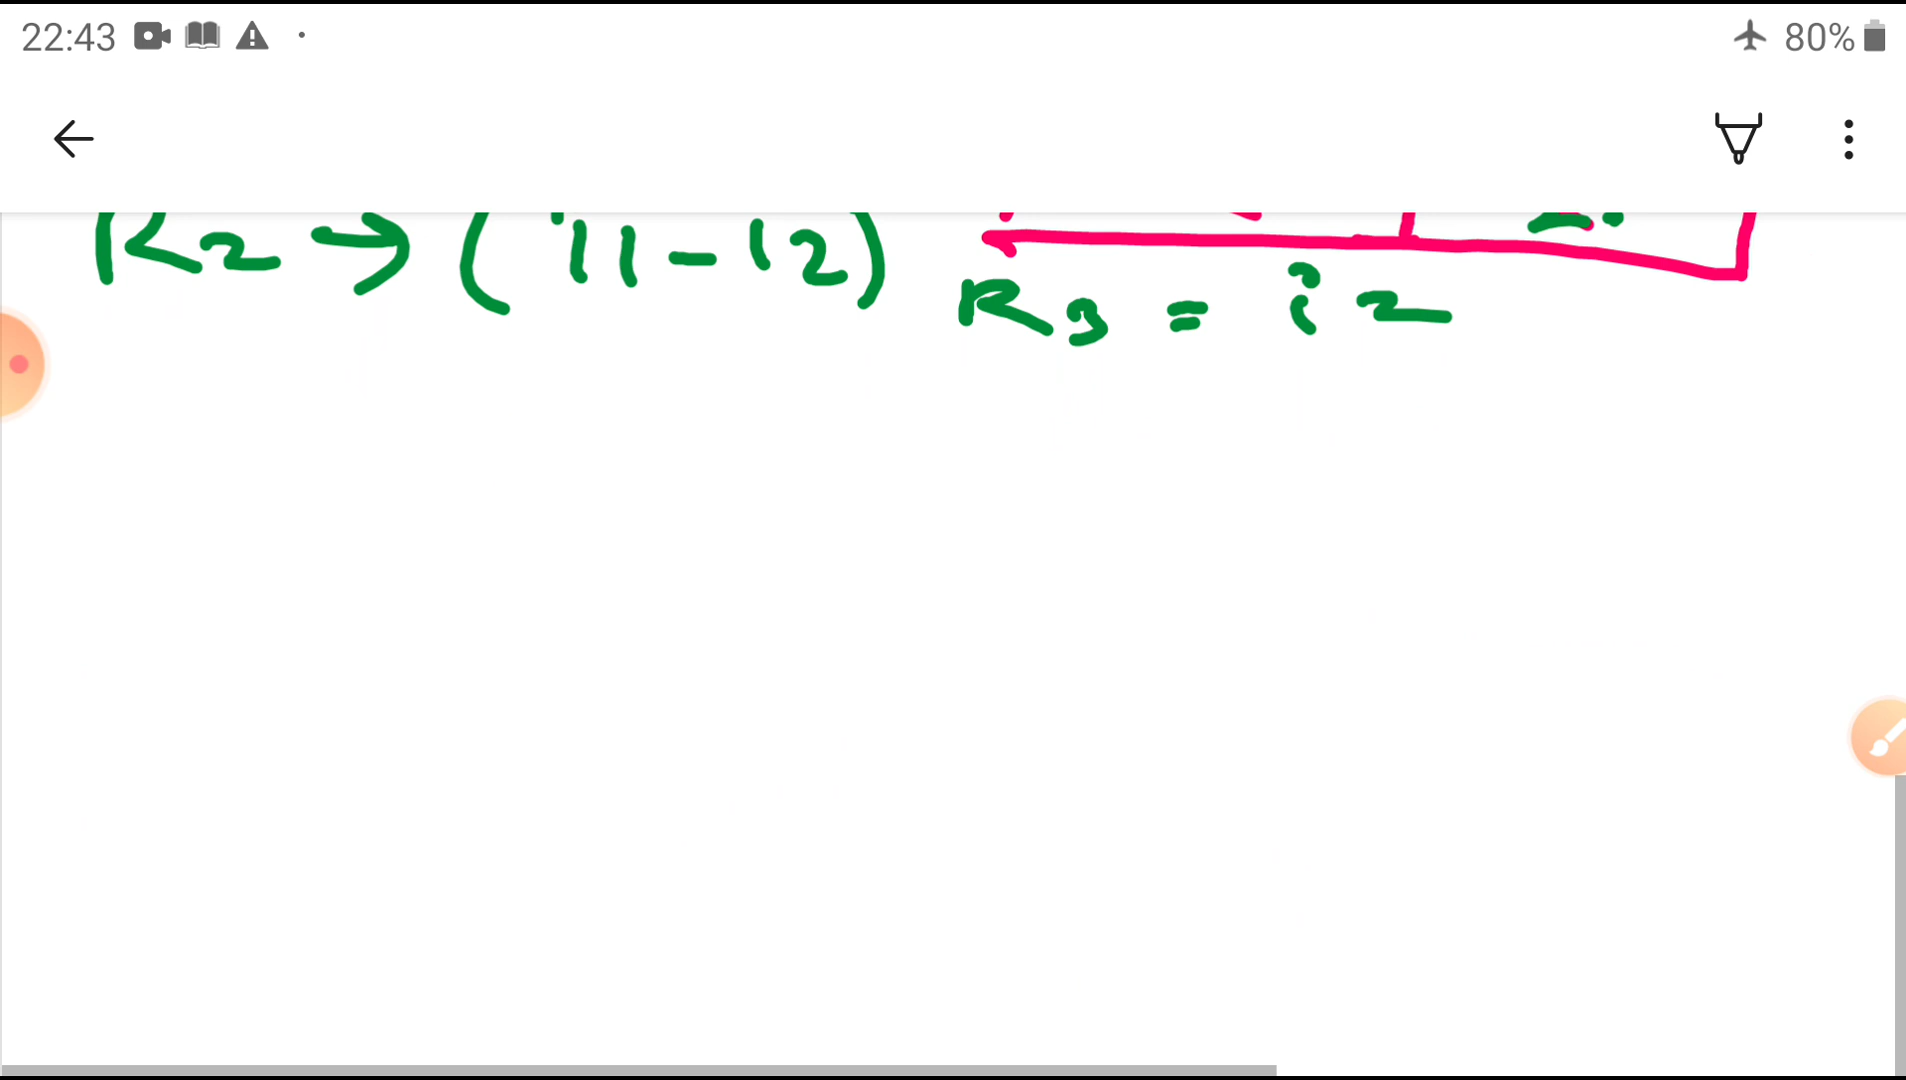 22:43 80%
R2 → (i1-i2)
R3 = i2